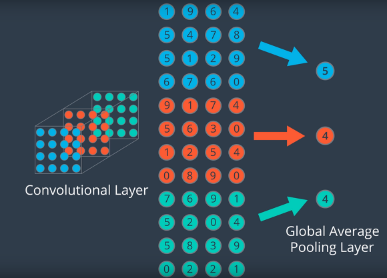 1 9 6 4
5 4 7 8
5 1 2 9
6 7 6 0
9 1 7 4
5 6 3 0
1 2 5 4
0 8 9 0
7 6 9 1
5 2 0 4
5 8 3 9
0 2 2 1
Convolutional Layer
5
4
4
Global Average
Pooling Layer